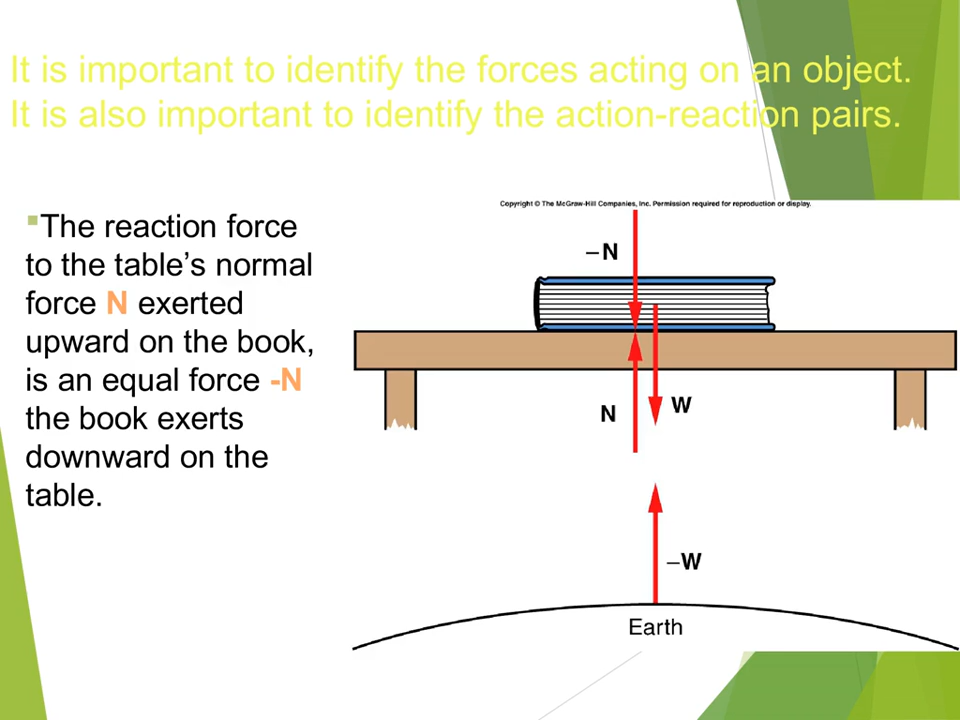 It is important to identify the forces acting on an object.
It is also important to identify the action-reaction pairs.
▪The reaction force
to the table’s normal
force N exerted
upward on the book,
is an equal force -N
the book exerts
downward on the
table.
Copyright © The McGraw-Hill Companies, Inc. Permission required for reproduction or display.
–N
N
W
–W
Earth